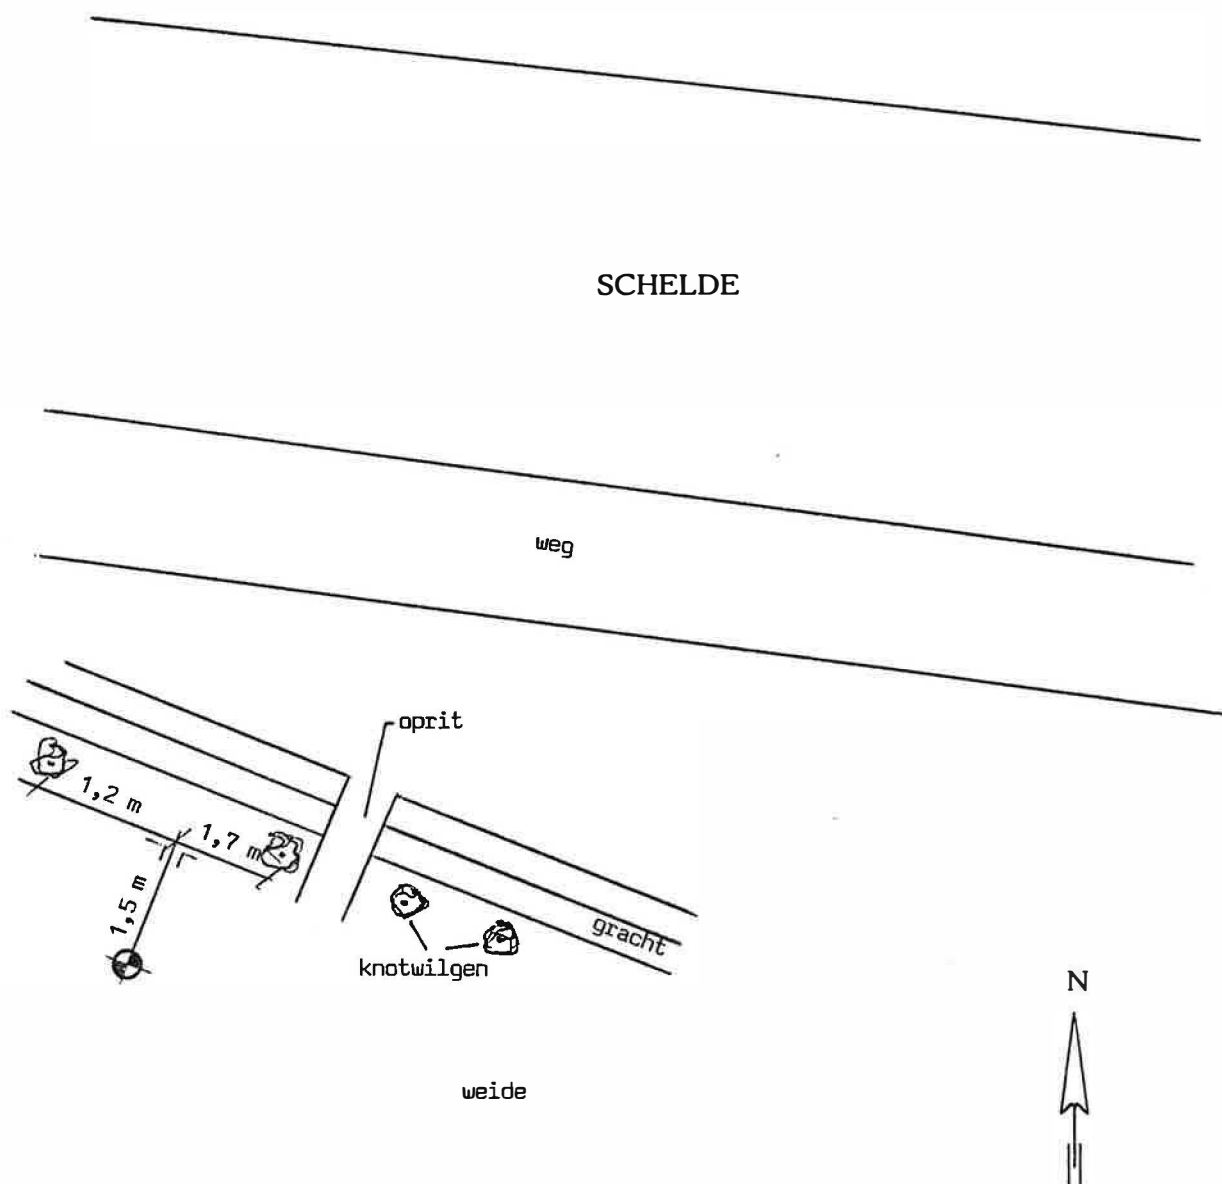 SCHELDE
weg
oprit
1,2 m
1,7 m
1,5 m
gracht
knotwilgen
N
weide